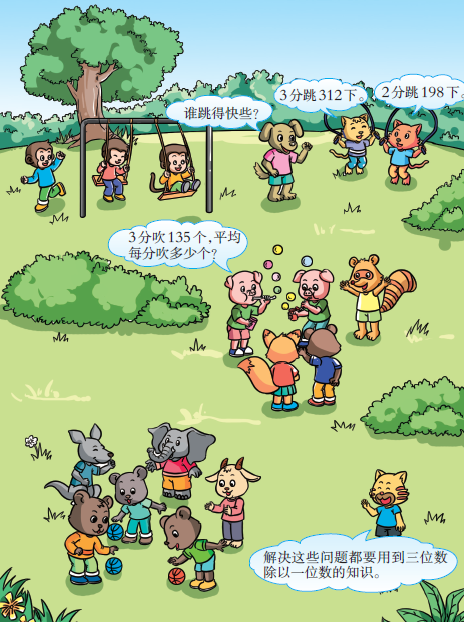 3分跳312下。
2分跳198下。
谁跳得快些?
3分吹135个,平均
每分吹多少个?
解决这些问题都要用到三位数
除以一位数的知识。